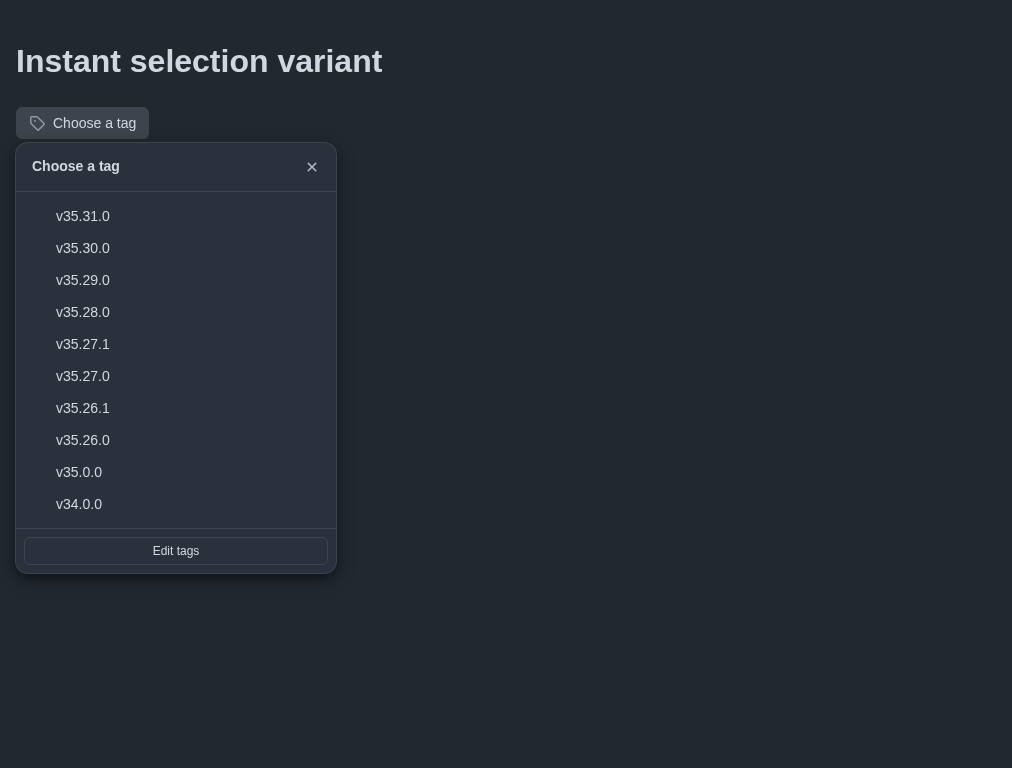 Instant selection variant
Choose a tag
Choose a tag
v35.31.0
v35.30.0
v35.29.0
v35.28.0
v35.27.1
v35.27.0
v35.26.1
v35.26.0
v35.0.0
v34.0.0
Edit tags